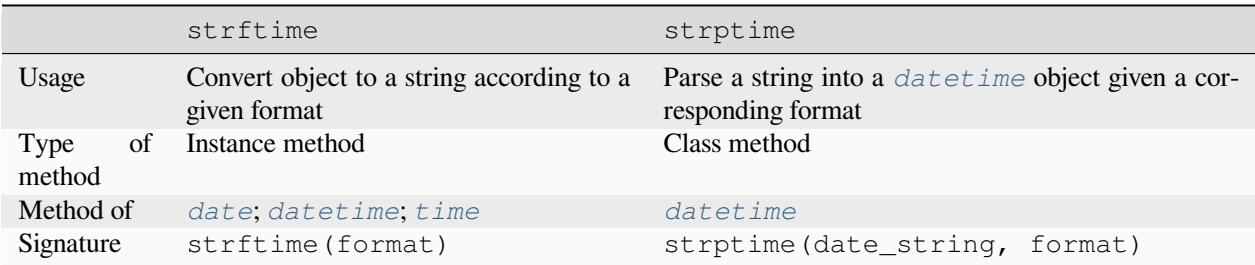 strftime strptime
Usage Convert object to a string according to a Parse a string into a datetime object given a cor-
given format responding format
Type of Instance method Class method
method
Method of date; datetime; time datetime
Signature strftime(format) strptime(date_string, format)